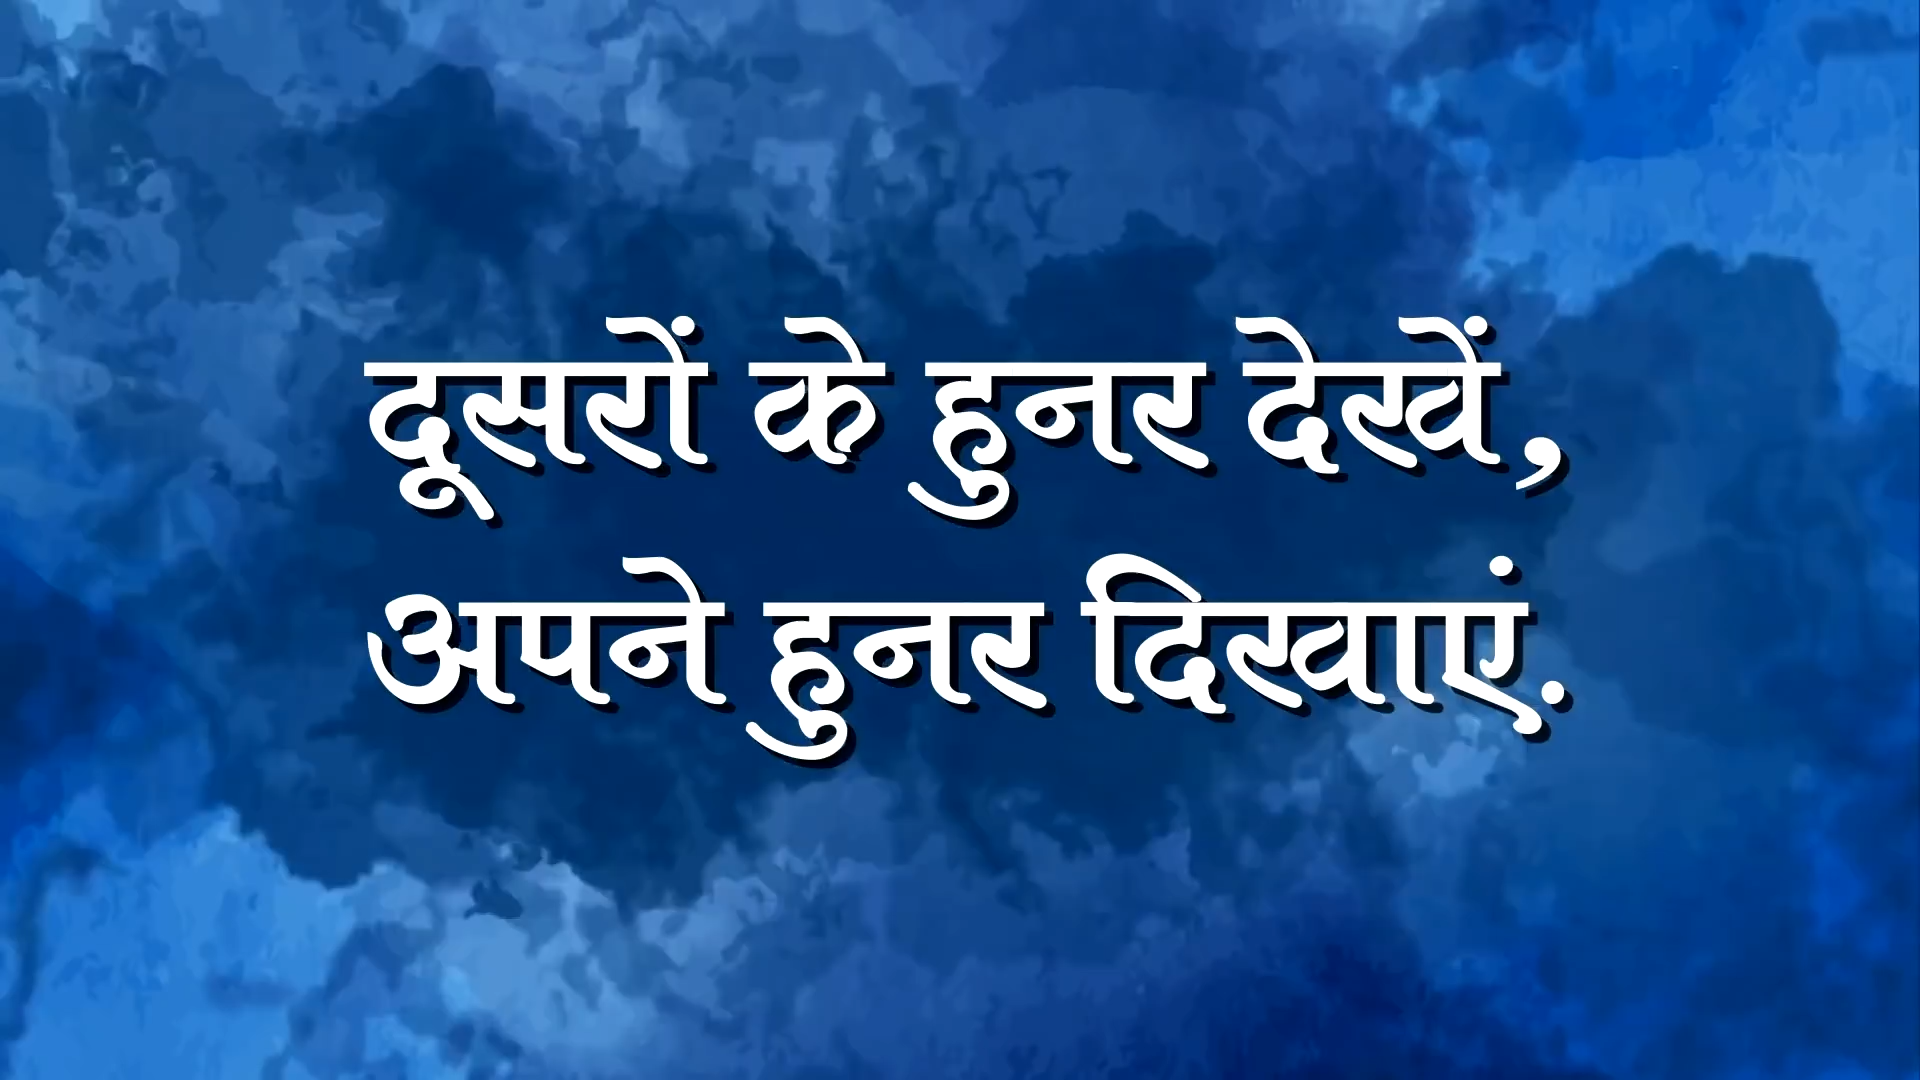 दूसरों के हुनर देखें,
अपने हुनर दिखाएं.